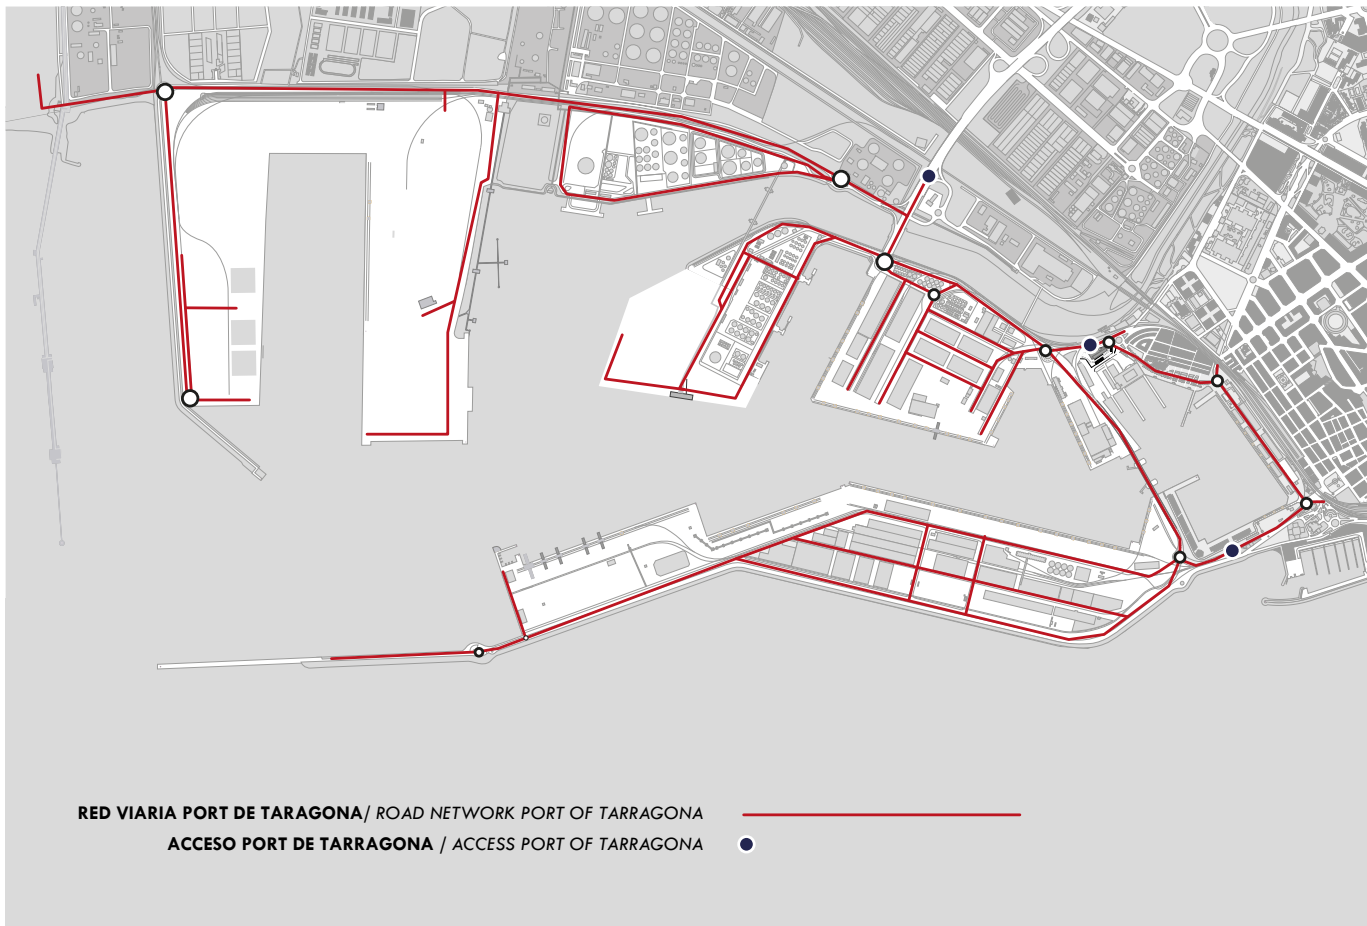 RED VIARIA PORT DE TARAGONA/ ROAD NETWORK PORT OF TARRAGONA
ACCESO PORT DE TARRAGONA / ACCESS PORT OF TARRAGONA